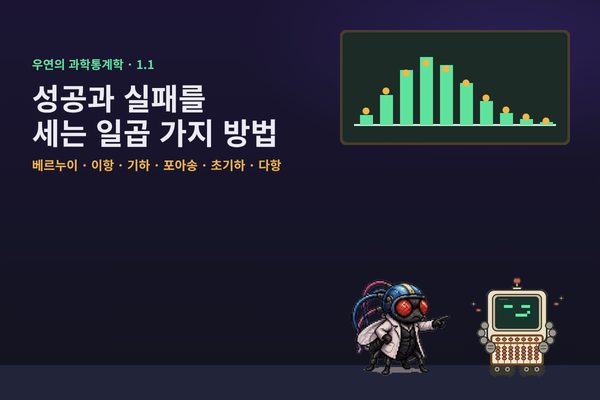 우연의 과학통계학 · 1.1
성공과 실패를
세는 일곱 가지 방법
베르누이 · 이항 · 기하 · 포아송 · 초기하 · 다항